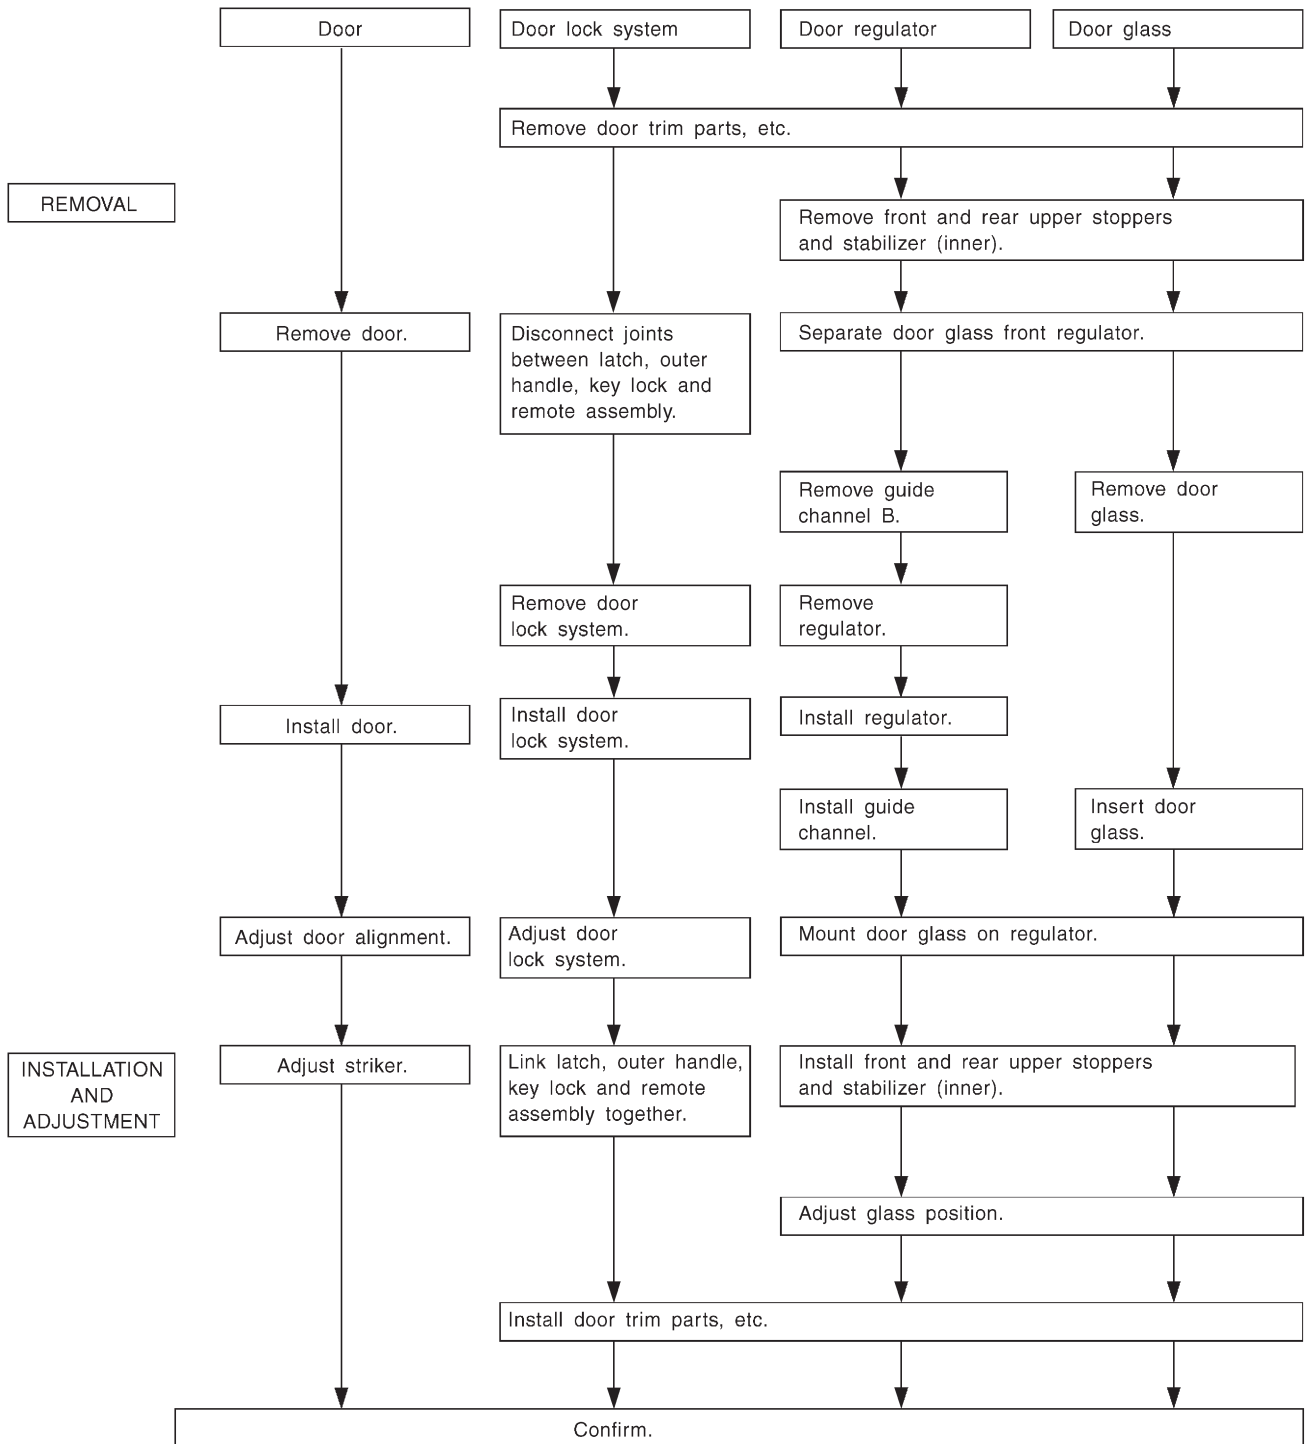 Door
Door lock system
Door regulator
Door glass
Remove door trim parts, etc.
REMOVAL
Remove front and rear upper stoppers
and stabilizer (inner).
Remove door.
Disconnect joints
between latch, outer
handle, key lock and
remote assembly.
Separate door glass front regulator.
Remove guide
channel B.
Remove door
glass.
Remove door
lock system.
Remove
regulator.
Install door.
Install door
lock system.
Install regulator.
Install guide
channel.
Insert door
glass.
Adjust door alignment.
Adjust door
lock system.
Mount door glass on regulator.
INSTALLATION
AND
ADJUSTMENT
Adjust striker.
Link latch, outer handle,
key lock and remote
assembly together.
Install front and rear upper stoppers
and stabilizer (inner).
Adjust glass position.
Install door trim parts, etc.
Confirm.